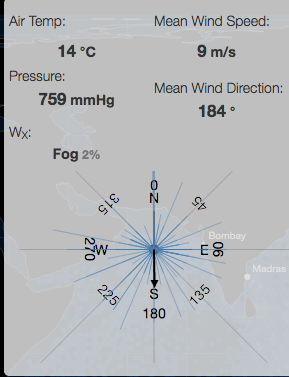 Air Temp:
14 °C
Mean Wind Speed:
9 m/s
Pressure:
759 mmHg
Mean Wind Direction:
184 °
Wx:
Fog 2%
0
N
315
45
Bombay
270
W
E
90
Madras
225
S
135
180